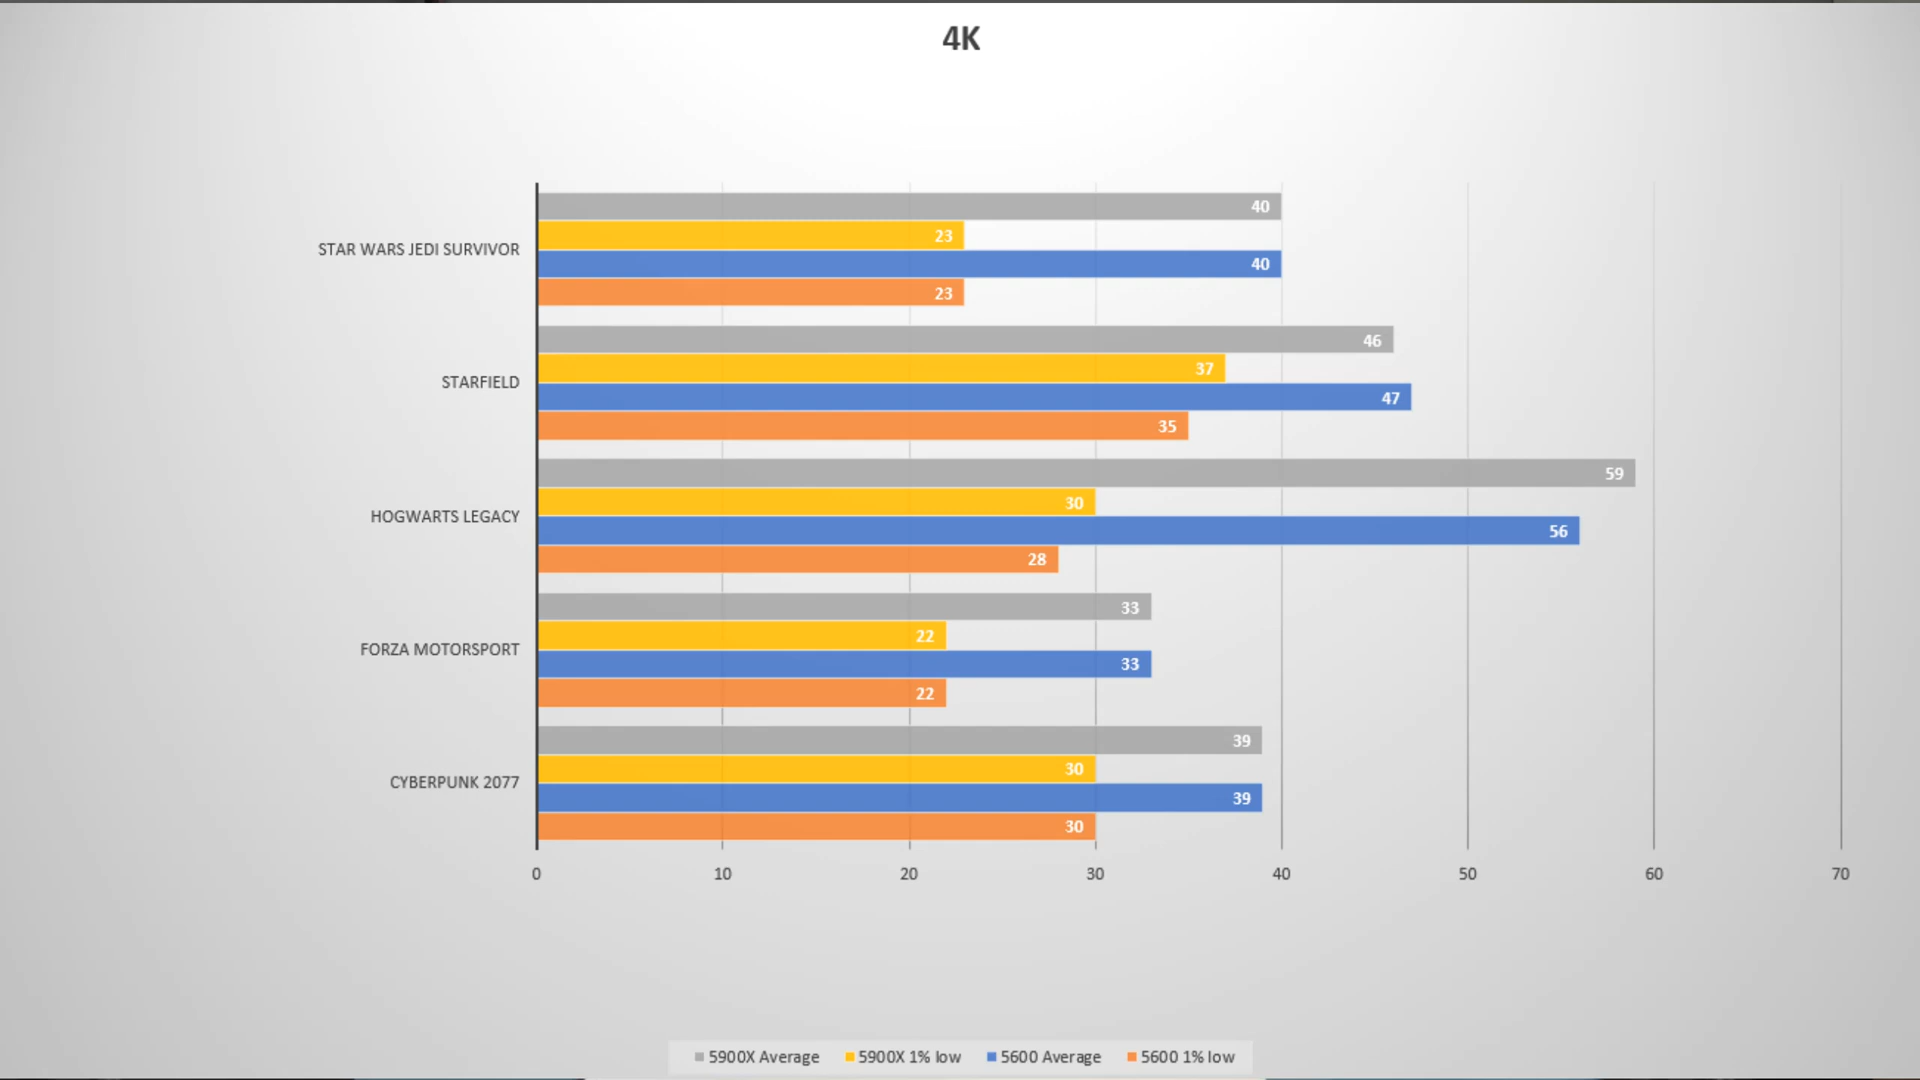 4K
STAR WARS JEDI SURVIVOR
40
23
40
23
STARFIELD
46
37
47
35
HOGWARTS LEGACY
59
30
56
28
FORZA MOTORSPORT
33
22
33
22
CYBERPUNK 2077
39
30
39
30
0 10 20 30 40 50 60 70
5900X Average 5900X 1% low 5600 Average 5600 1% low